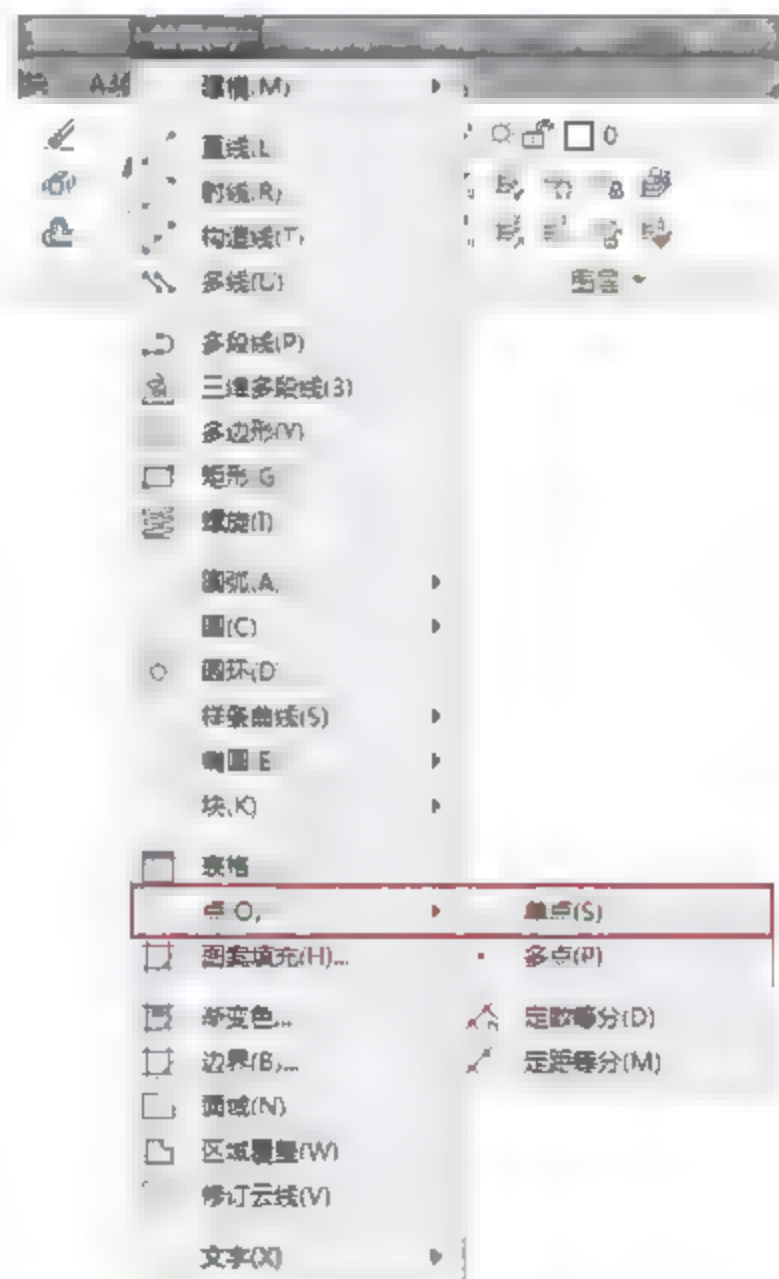 建模(M)
直线(L)
射线(R)
0
构造线(T)
多线(U)
图层
多段线(P)
三维多段线(3)
多边形(Y)
矩形(G)
螺旋(I)
圆弧(A)
圆(C)
圆环(D)
样条曲线(S)
椭圆(E)
块(K)
表格
点(O) 单点(S)
图案填充(H)... 多点(P)
渐变色... 定数等分(D)
边界(B)... 定距等分(M)
面域(N)
区域覆盖(W)
修订云线(V)
文字(X)